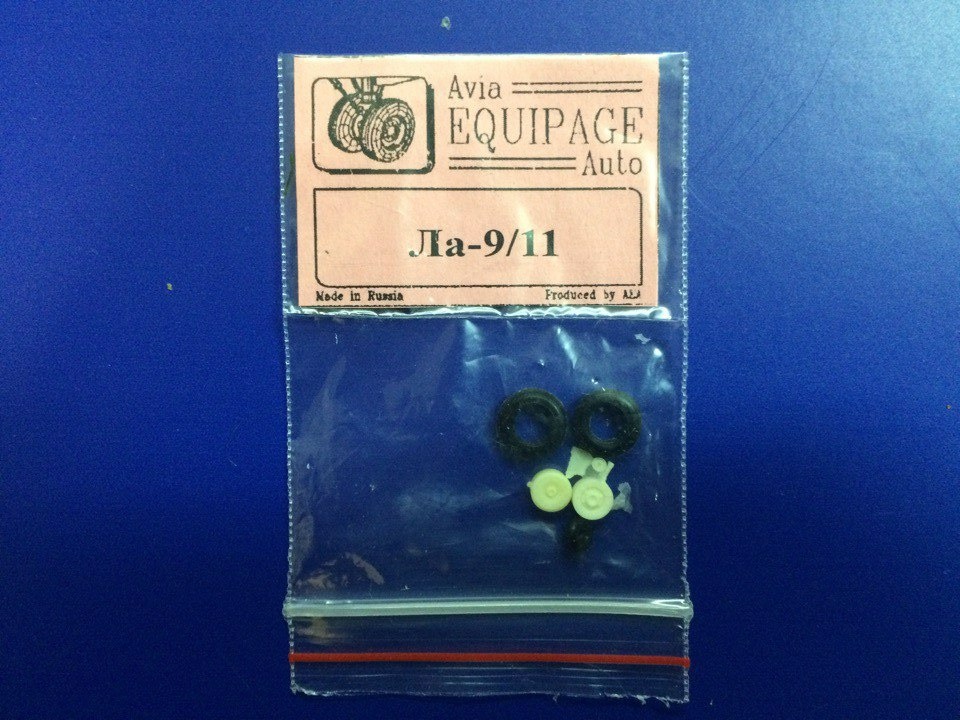 Avia
EQUIPAGE
Auto
Ла-9/11
Made in Russia
Produced by